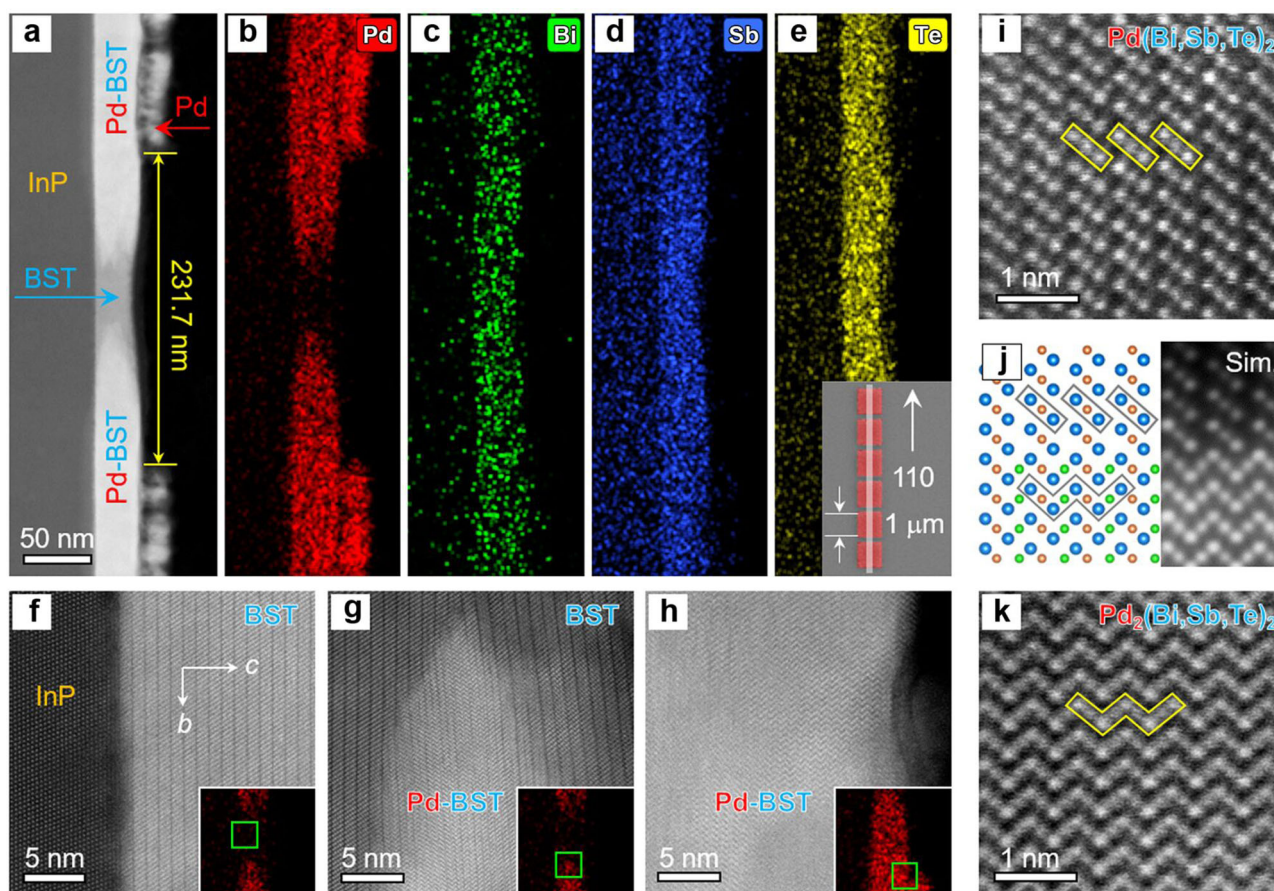 a
Pd-BST
Pd
InP
BST
231.7 nm
Pd-BST
50 nm
b
Pd
c
Bi
d
Sb
e
Te
110
1 μm
f
BST
InP
c
b
5 nm
g
BST
Pd-BST
5 nm
h
Pd-BST
5 nm
i
Pd(Bi,Sb,Te)₂
1 nm
j
Sim.
k
Pd₂(Bi,Sb,Te)₂
1 nm